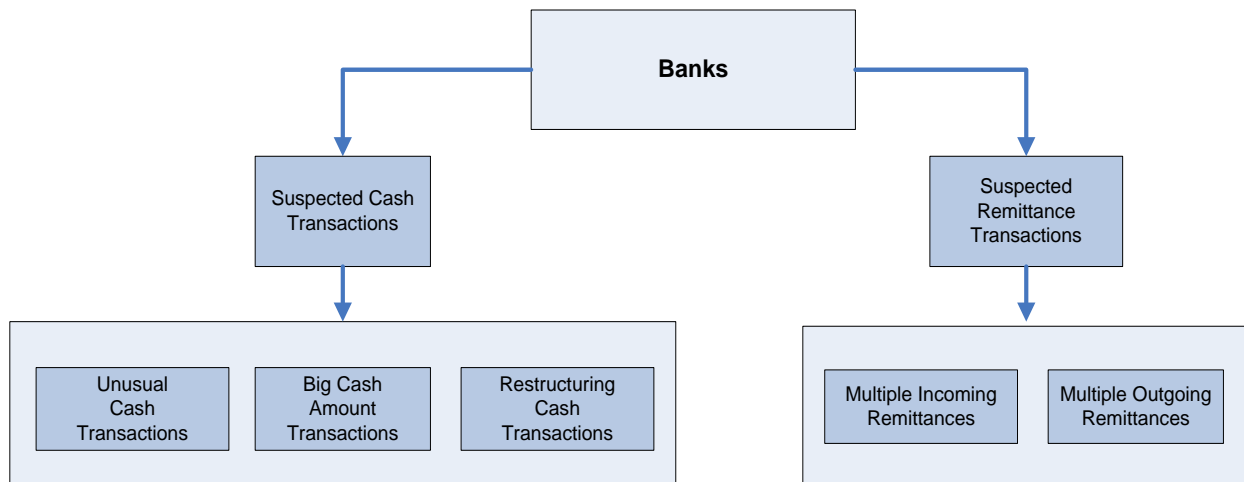 Banks
Suspected Cash
Transactions
Suspected
Remittance
Transactions
Unusual
Cash
Transactions
Big Cash
Amount
Transactions
Restructuring
Cash
Transactions
Multiple Incoming
Remittances
Multiple Outgoing
Remittances